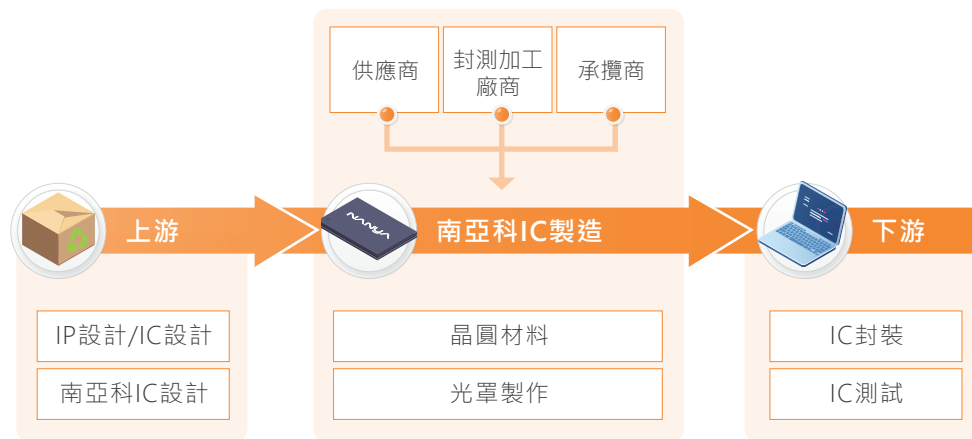 供應商
封測加工
廠商
承攬商
上游
NANYA
南亞科IC製造
下游
IP設計/IC設計
南亞科IC設計
晶圓材料
光罩製作
IC封裝
IC測試